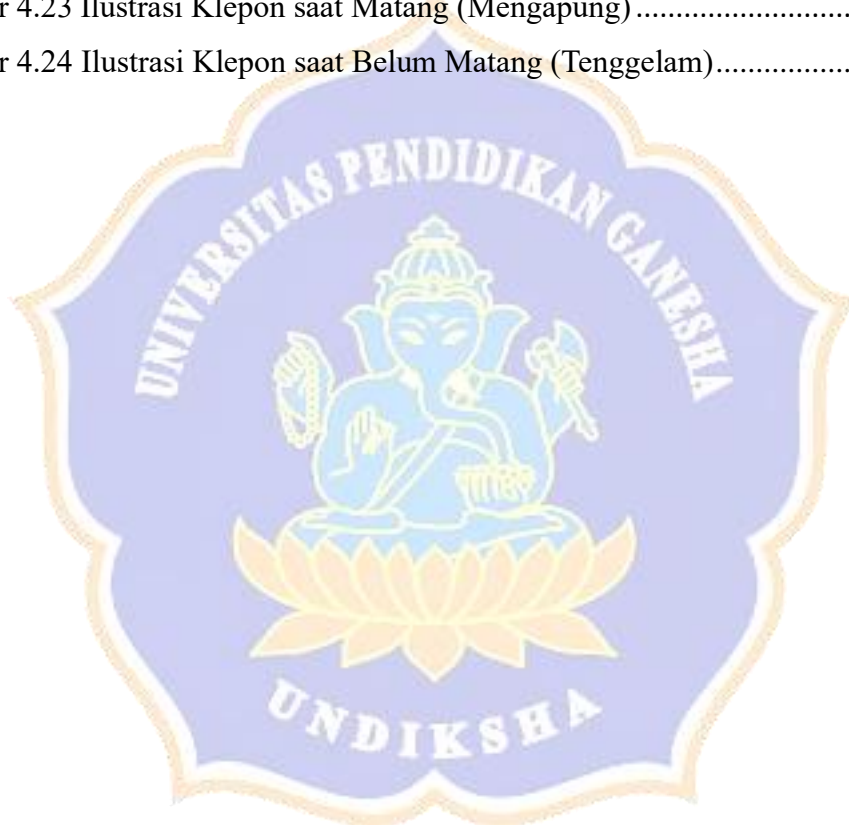 r 4.23 Ilustrasi Klepon saat Matang (Mengapung)..............................
r 4.24 Ilustrasi Klepon saat Belum Matang (Tenggelam)..................
UNIVERSITAS PENDIDIKAN GANESHA
UNDIKSHA